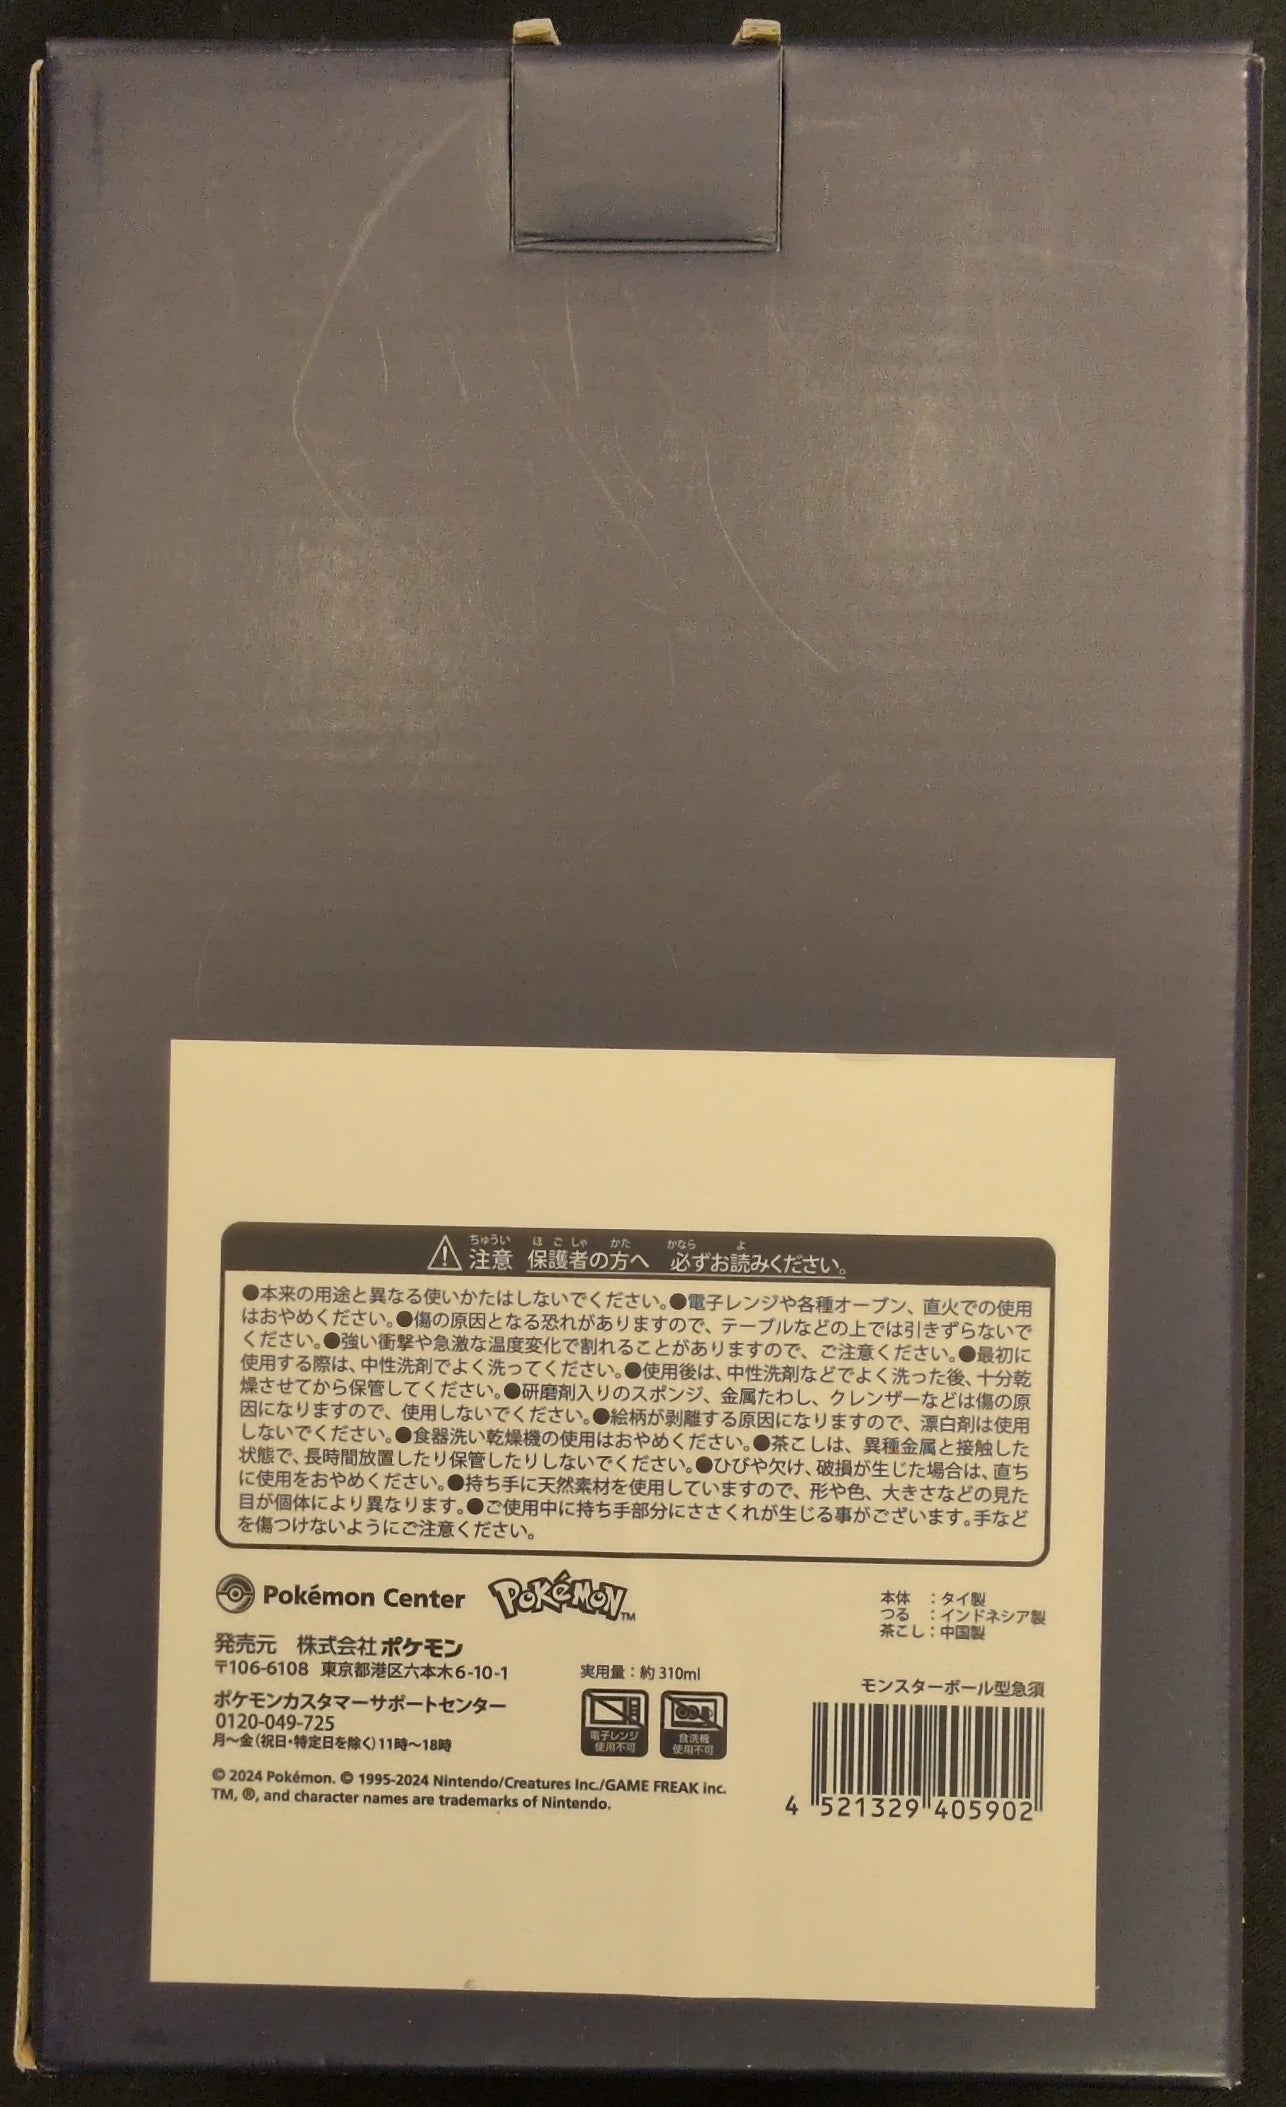 ちゅうい ほごしゃ かた かなら よ
⚠注意 保護者の方へ 必ずお読みください。
●本来の用途と異なる使いかたはしないでください。●電子レンジや各種オーブン、直火での使用
はおやめください。●傷の原因となる恐れがありますので、テーブルなどの上では引きずらないで
ください。●強い衝撃や急激な温度変化で割れることがありますので、ご注意ください。●最初に
使用する際は、中性洗剤でよく洗ってください。●使用後は、中性洗剤などでよく洗った後、十分乾
燥させてから保管してください。●研磨剤入りのスポンジ、金属たわし、クレンザーなどは傷の原
因になりますので、使用しないでください。●絵柄が剥離する原因になりますので、漂白剤は使用
しないでください。●食器洗い乾燥機の使用はおやめください。●茶こしは、異種金属と接触した
状態で、長時間放置したり保管したりしないでください。●ひびや欠け、破損が生じた場合は、直ち
に使用をおやめください。●持ち手に天然素材を使用していますので、形や色、大きさなどの見た
目が個体により異なります。●ご使用中に持ち手部分にささくれが生じる事がございます。手など
を傷つけないようにご注意ください。
Pokémon Center POKéMON™
発売元 株式会社ポケモン
〒106-6108 東京都港区六本木6-10-1
ポケモンカスタマーサポートセンター
0120-049-725
月～金(祝日・特定日を除く)11時～18時
実用量：約310ml
電子レンジ
使用不可
食洗機
使用不可
© 2024 Pokémon. © 1995-2024 Nintendo/Creatures Inc./GAME FREAK inc.
TM, ®, and character names are trademarks of Nintendo.
本体 ：タイ製
つる ：インドネシア製
茶こし：中国製
モンスターボール型急須
4 521329 405902